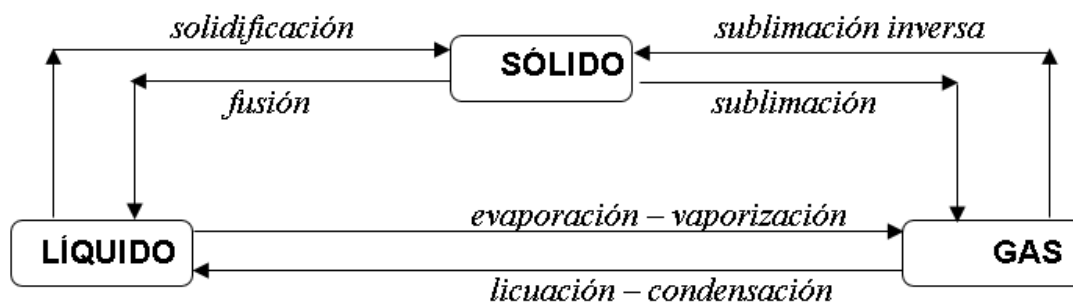 solidificación
sublimación inversa
SÓLIDO
fusión
sublimación
evaporación – vaporización
LÍQUIDO
GAS
licuación – condensación